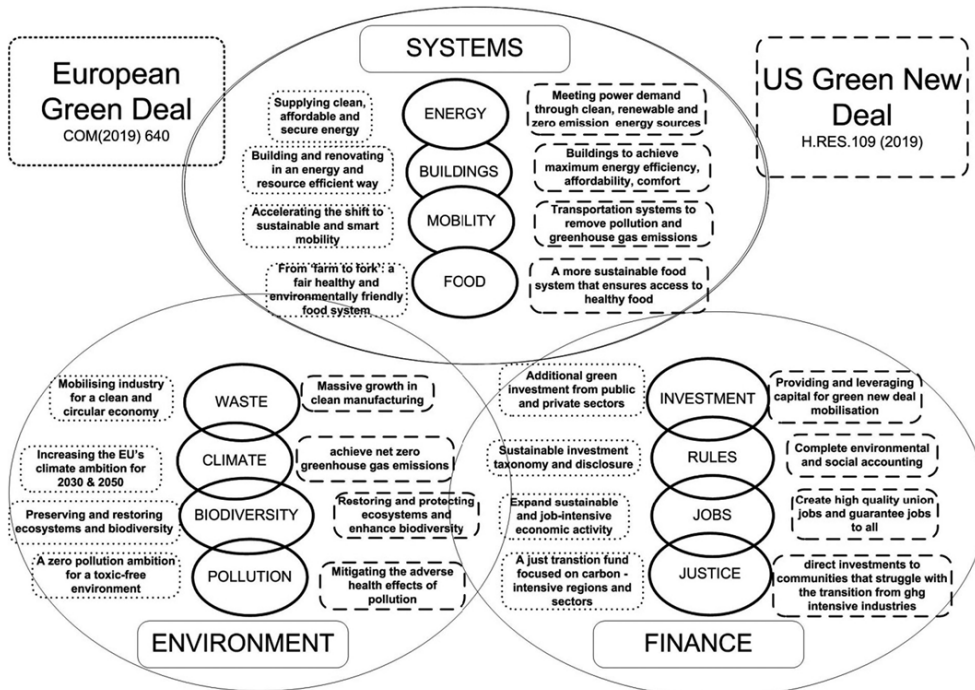 SYSTEMS
European
Green Deal
COM(2019) 640
US Green New
Deal
H.RES.109 (2019)
Supplying clean,
affordable and
secure energy
ENERGY
Meeting power demand
through clean, renewable and
zero emission energy sources
Building and renovating
in an energy and
resource efficient way
BUILDINGS
Buildings to achieve
maximum energy efficiency,
affordability, comfort
Accelerating the shift to
sustainable and smart
mobility
MOBILITY
Transportation systems to
remove pollution and
greenhouse gas emissions
From 'farm to fork': a
fair healthy and
environmentally friendly
food system
FOOD
A more sustainable food
system that ensures access to
healthy food
Mobilising industry
for a clean and
circular economy
WASTE
Massive growth in
clean manufacturing
Increasing the EU's
climate ambition for
2030 & 2050
CLIMATE
achieve net zero
greenhouse gas emissions
Preserving and restoring
ecosystems and biodiversity
BIODIVERSITY
Restoring and protecting
ecosystems and
enhance biodiversity
A zero pollution ambition
for a toxic-free
environment
POLLUTION
Mitigating the adverse
health effects of
pollution
ENVIRONMENT
Additional green
investment from public
and private sectors
INVESTMENT
Providing and leveraging
capital for green new deal
mobilisation
Sustainable investment
taxonomy and disclosure
RULES
Complete environmental
and social accounting
Expand sustainable
and job-intensive
economic activity
JOBS
Create high quality union
jobs and guarantee jobs
to all
A just transtion fund
focused on carbon -
intensive regions and
sectors
JUSTICE
direct investments to
communities that struggle with
the transition from ghg
intensive industries
FINANCE